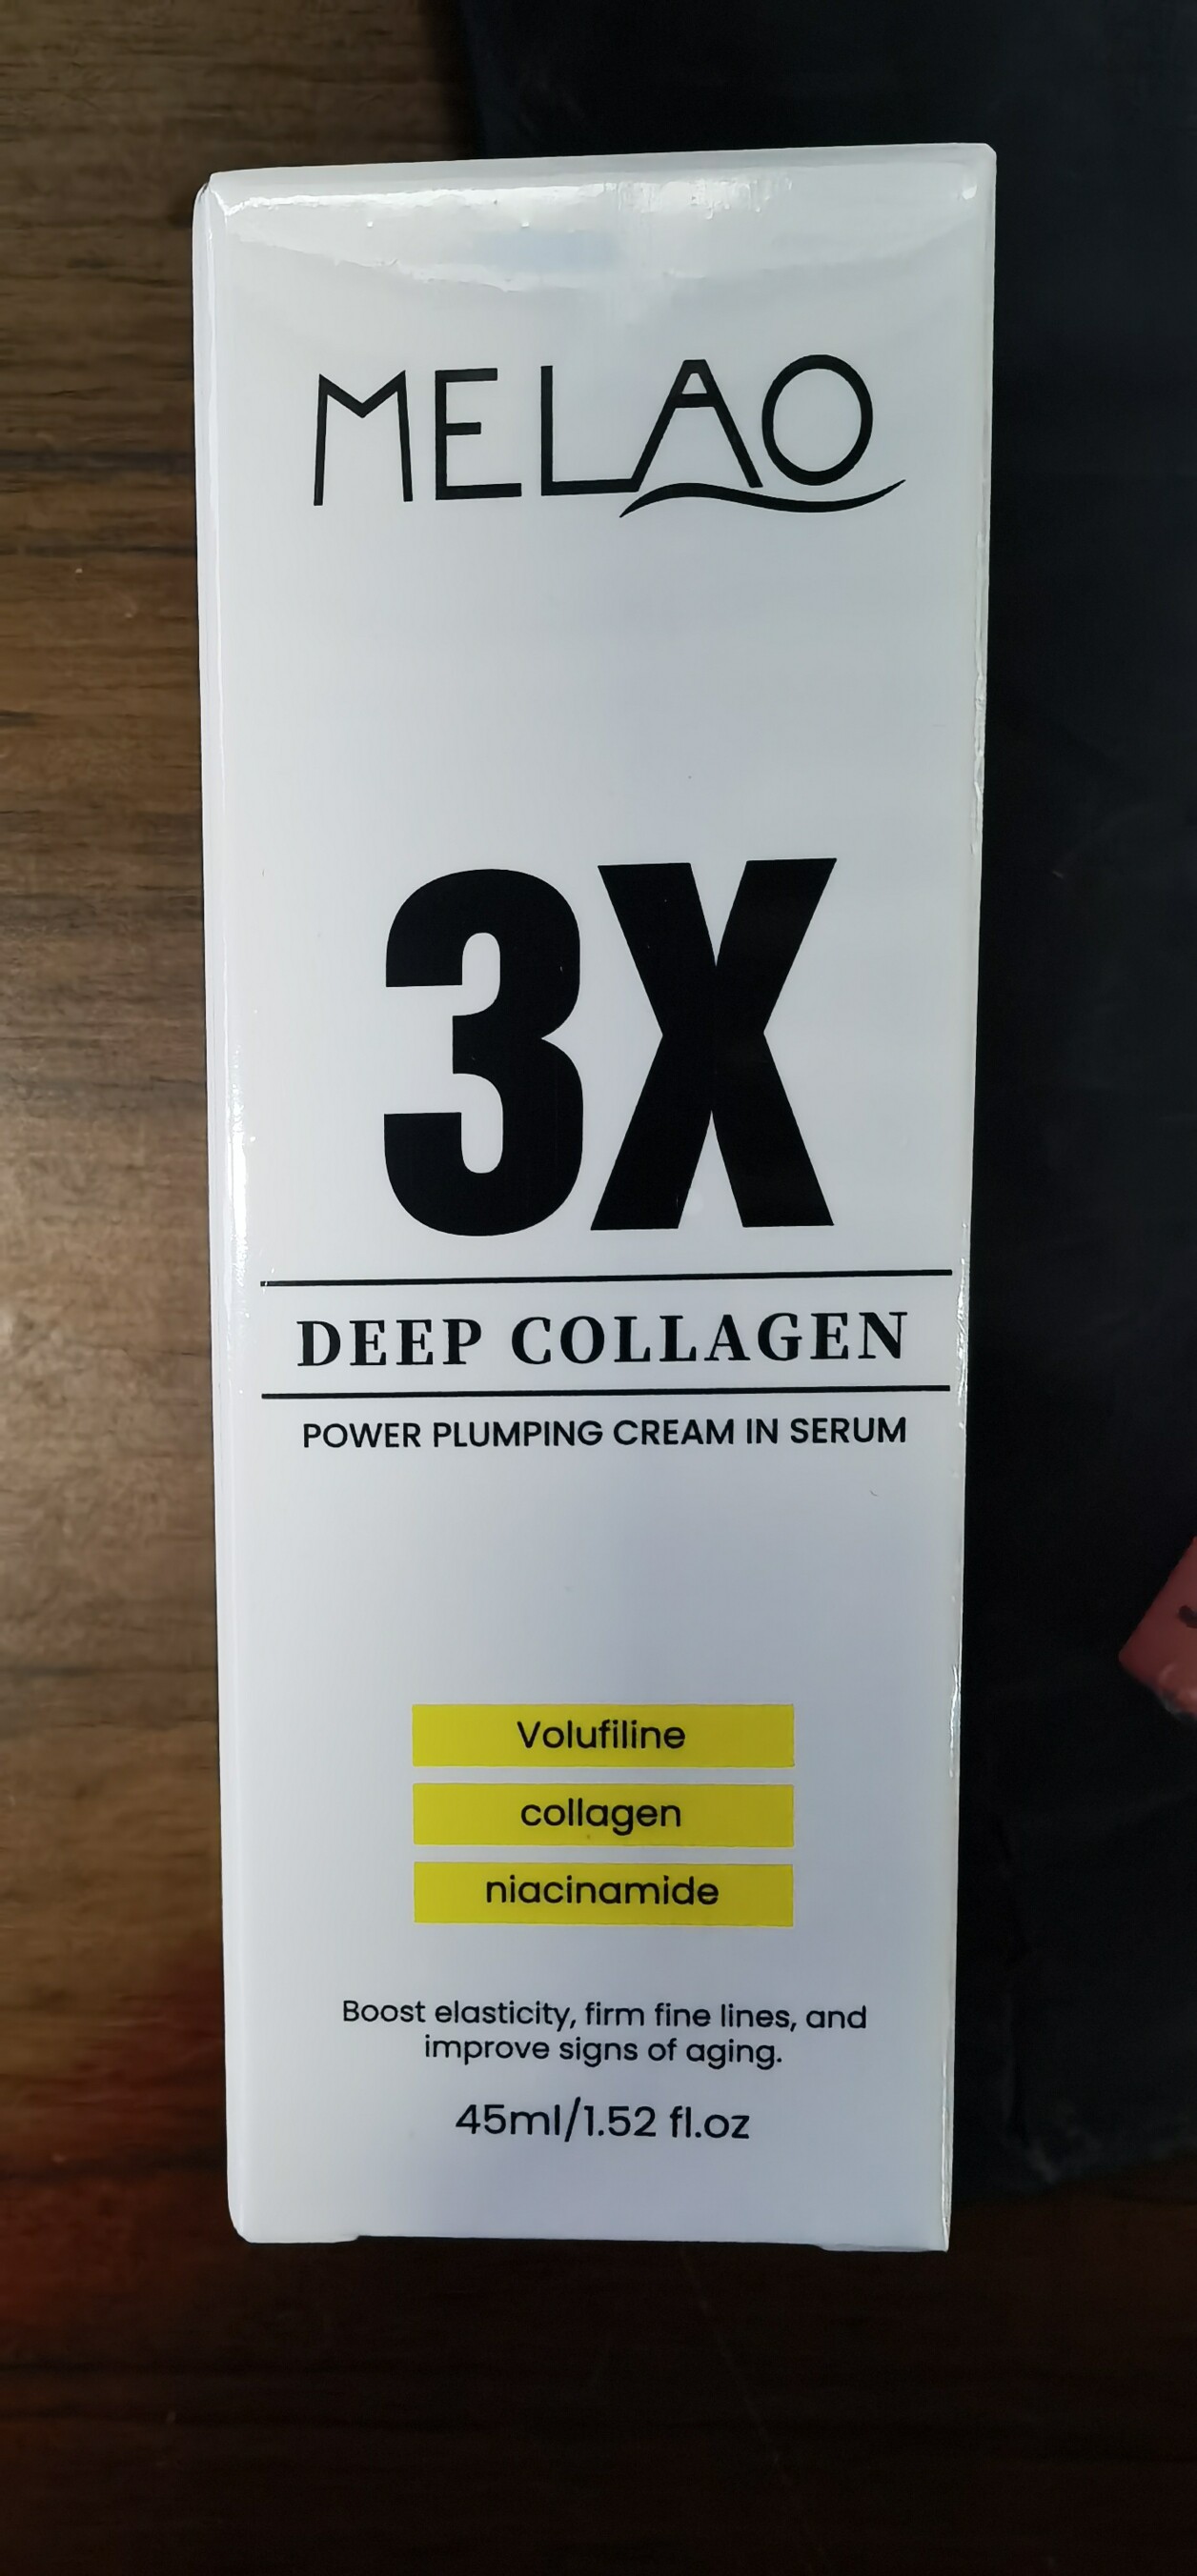 MELAO
3X
DEEP COLLAGEN
POWER PLUMPING CREAM IN SERUM
Volufiline
collagen
niacinamide
Boost elasticity, firm fine lines, and
improve signs of aging.
45ml/1.52 fl.oz